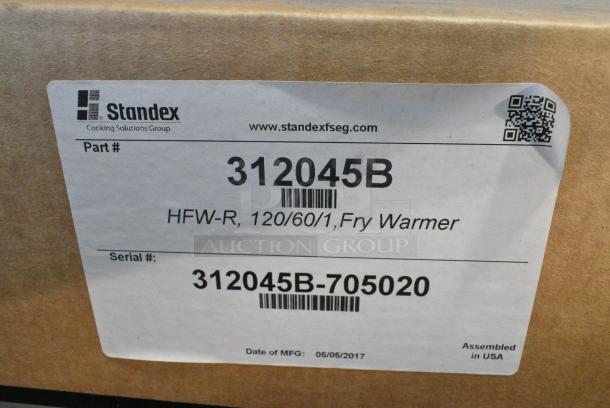 Standex
Cooking Solutions Group
www.standexfseg.com
Part #
312045B
HFW-R, 120/60/1,Fry Warmer
AUCTION GROUP
Serial #:
312045B-705020
Date of MFG: 05/05/2017
Assembled
in USA